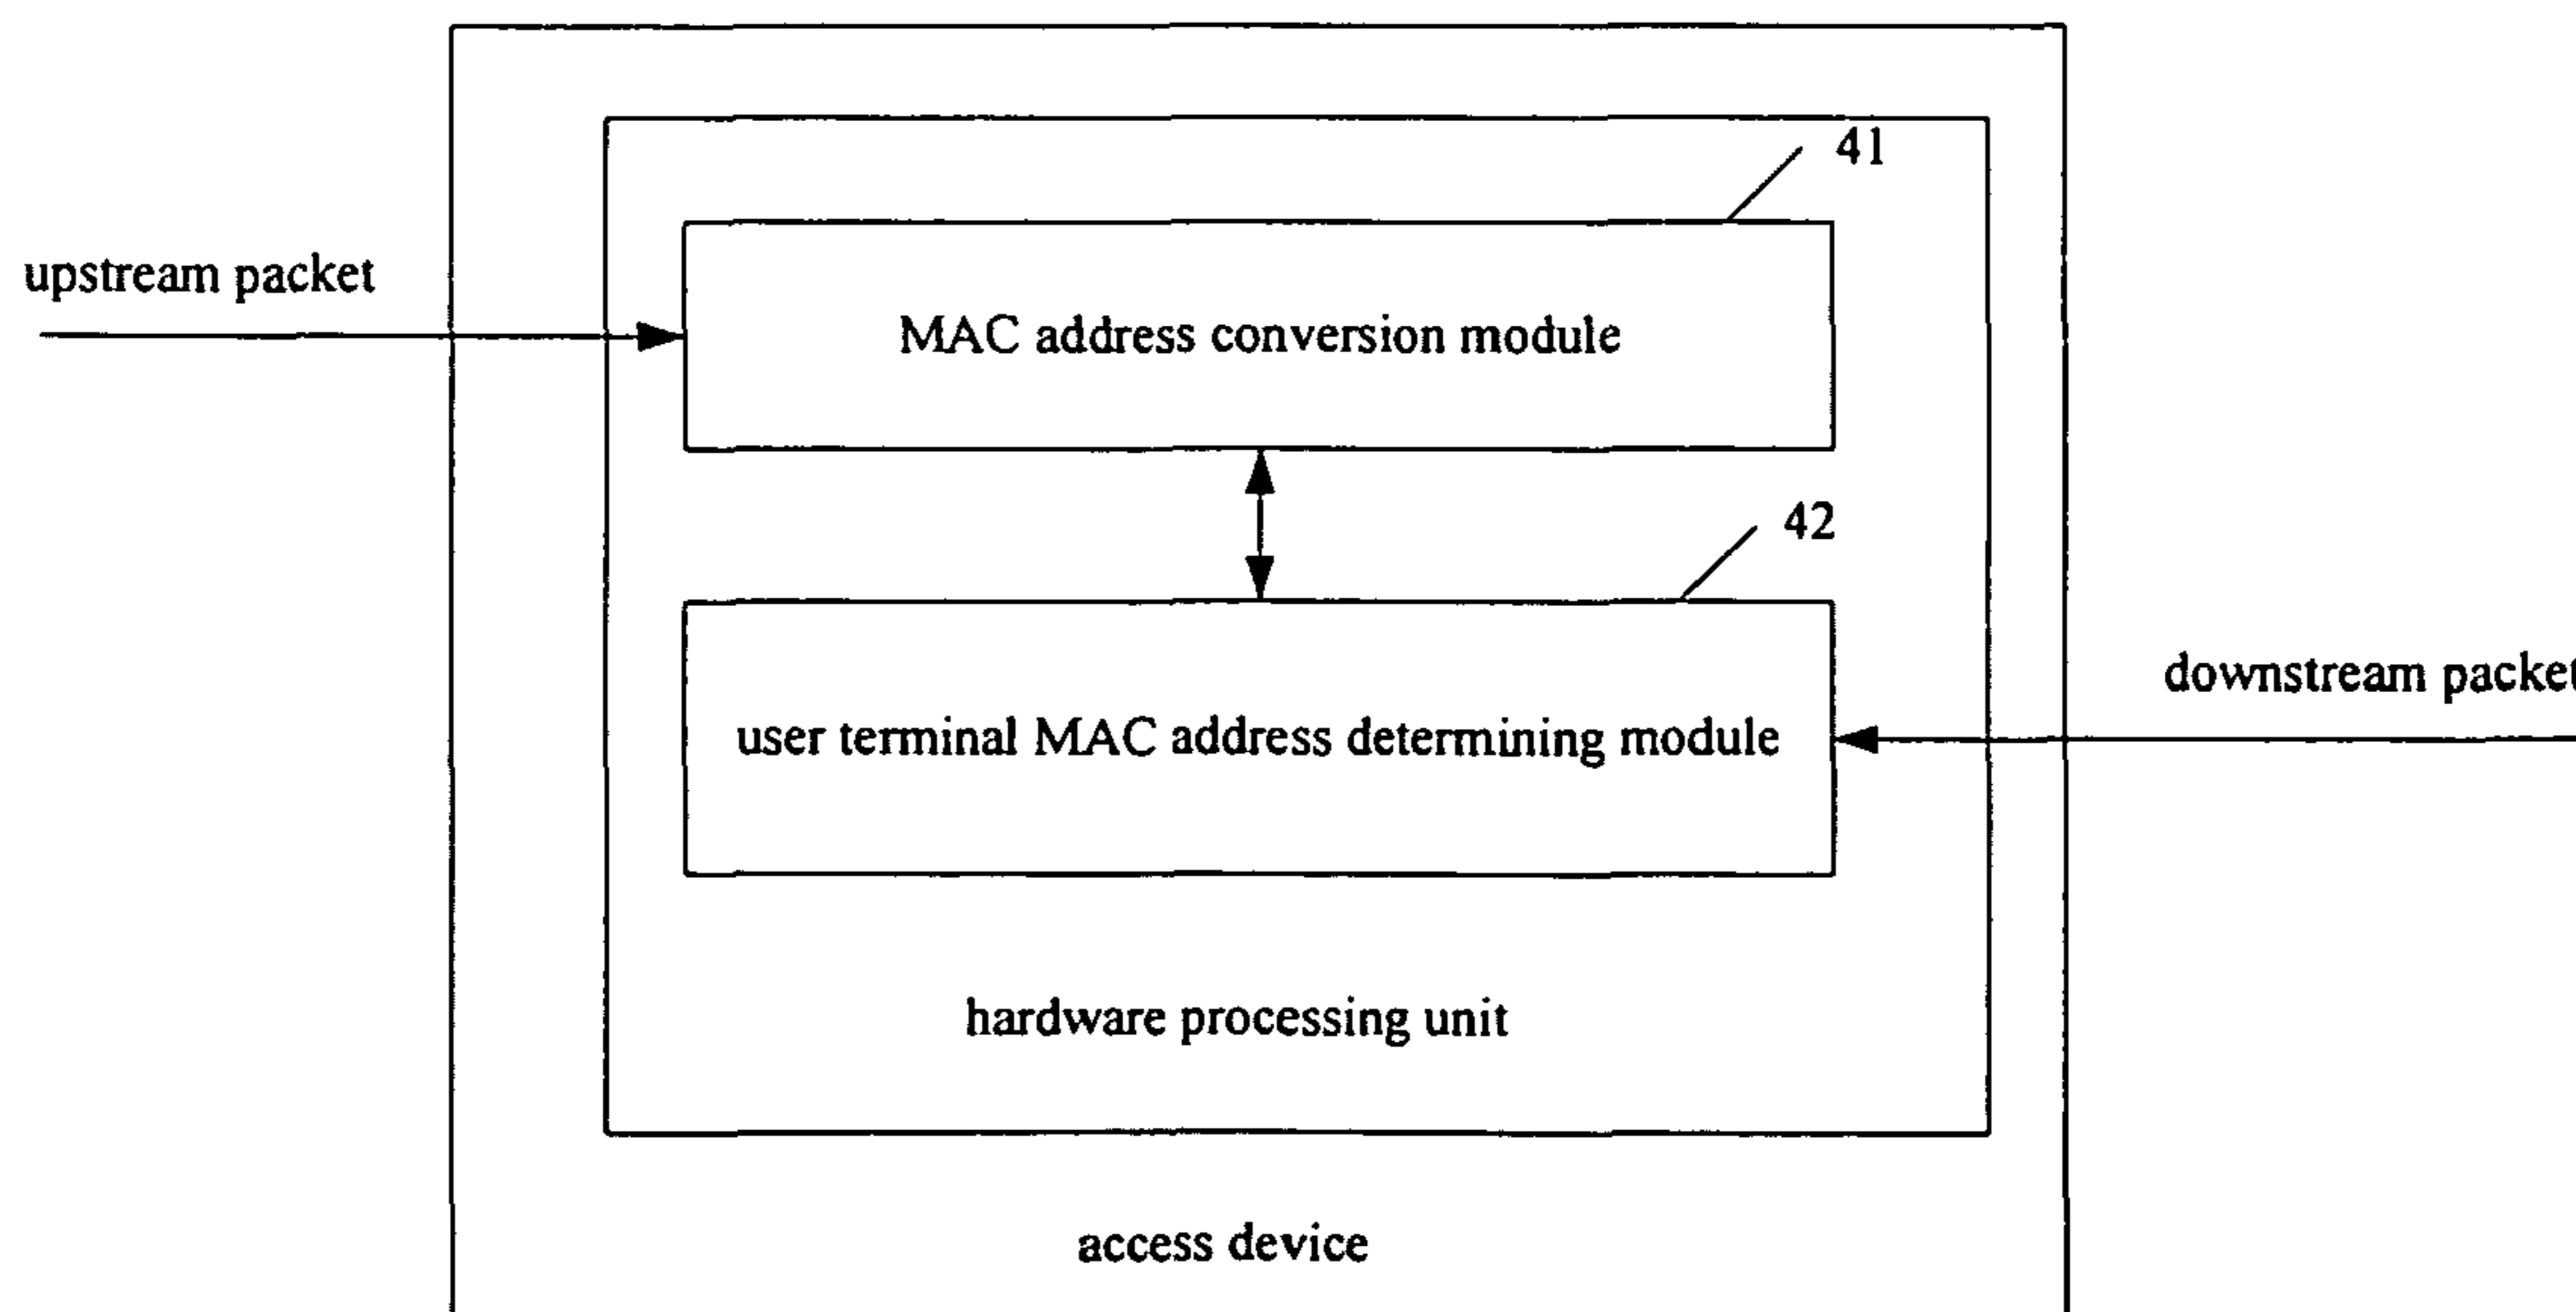 41
upstream packet
MAC address conversion module
42
downstream packet
user terminal MAC address determining module
hardware processing unit
access device